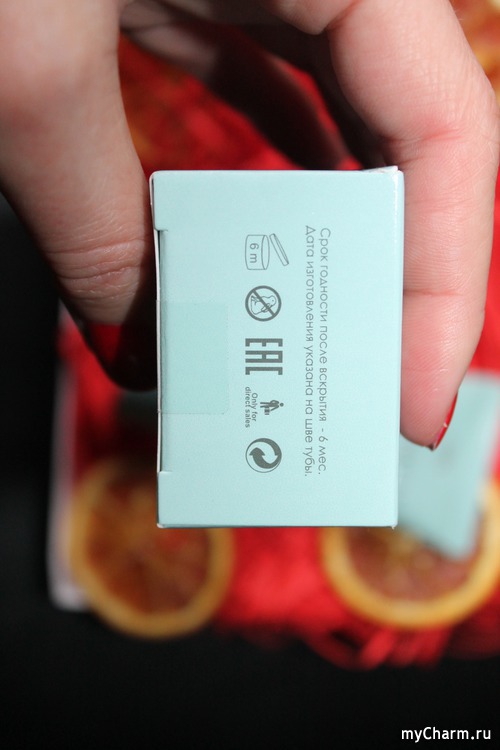 Срок годности после вскрытия - 6 мес.
Дата изготовления указана на шве тубы.
6 m
EAC
Only for
direct sales
myCharm.ru